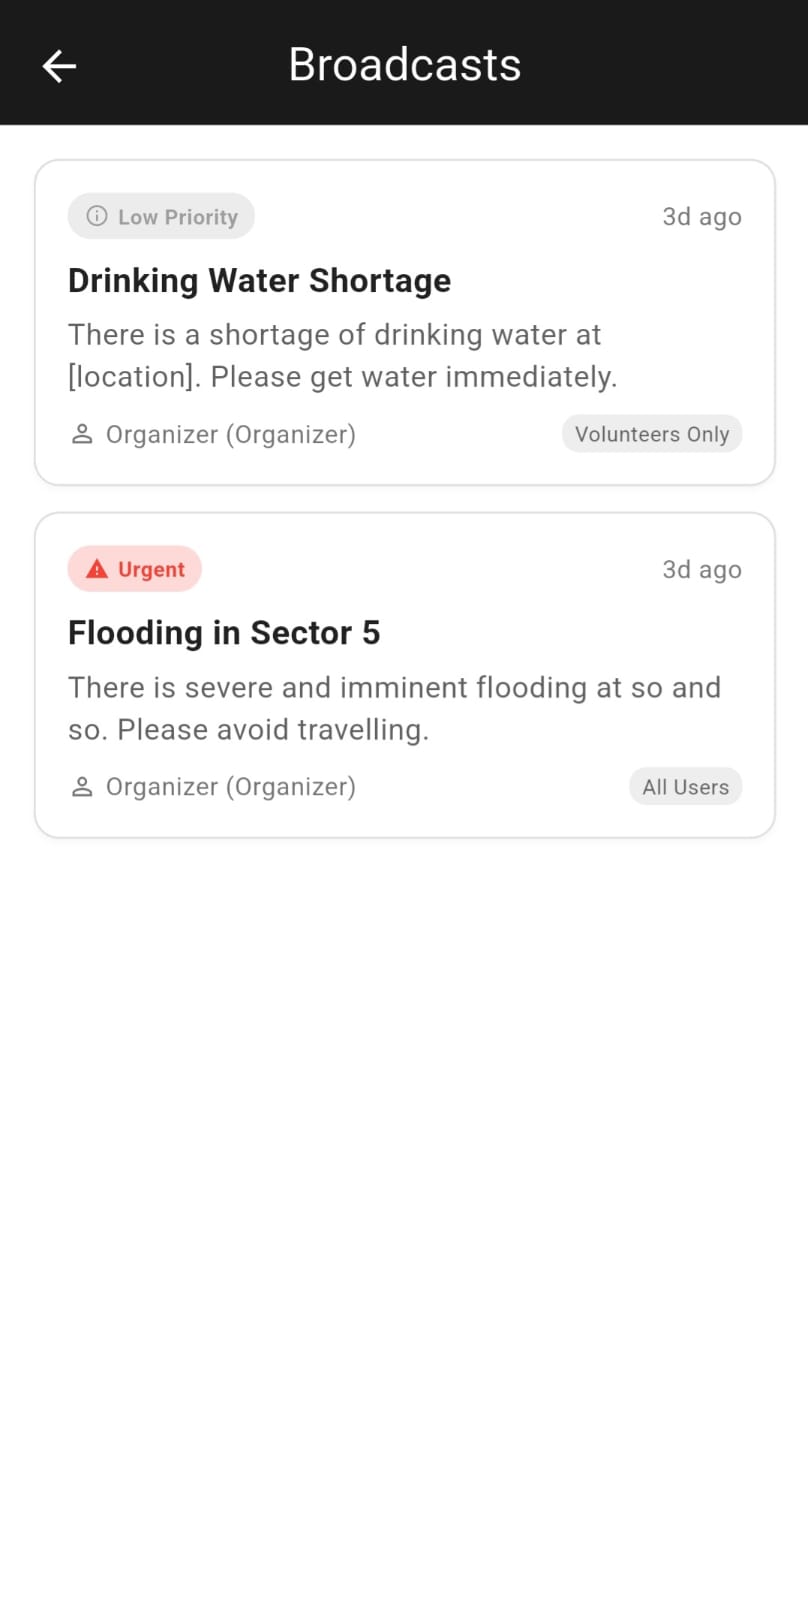 Broadcasts
Low Priority
3d ago
Drinking Water Shortage
There is a shortage of drinking water at
[location]. Please get water immediately.
Organizer (Organizer)
Volunteers Only
Urgent
3d ago
Flooding in Sector 5
There is severe and imminent flooding at so and
so. Please avoid travelling.
Organizer (Organizer)
All Users